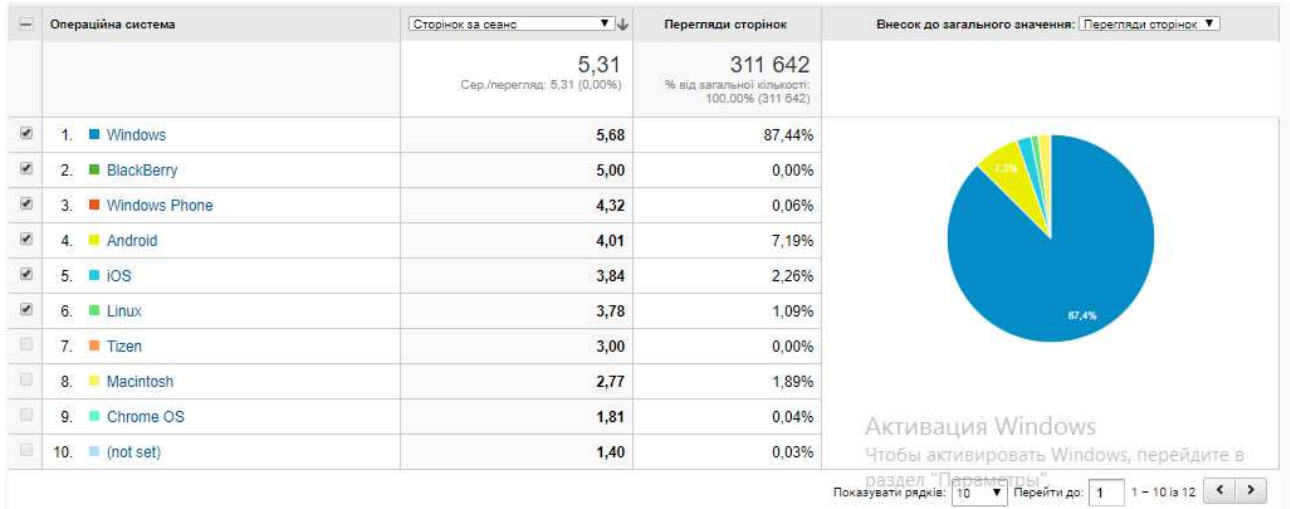 Операційна система Сторінок за сеанс Перегляди сторінок Внесок до загального значення: Перегляди сторінок
5,31 311 642
Сер./перегляд: 5,31 (0,00%) % від загальної кількості:
100,00% (311 642)
1. Windows 5,68 87,44%
2. BlackBerry 5,00 0,00%
3. Windows Phone 4,32 0,06%
4. Android 4,01 7,19%
5. iOS 3,84 2,26%
6. Linux 3,78 1,09%
7. Tizen 3,00 0,00%
8. Macintosh 2,77 1,89%
9. Chrome OS 1,81 0,04%
10. (not set) 1,40 0,03%
7,2%
87,4%
Активация Windows
Чтобы активировать Windows, перейдите в
раздел "Параметры".
Показувати рядків: 10 Перейти до: 1 1 – 10 із 12